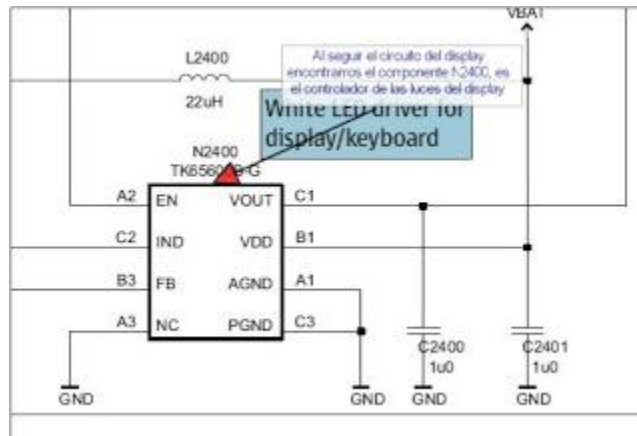 VBAT
L2400
22uH
Al seguir el circuito del display
encontramos el componente N2400, es
el controlador de las luces del display
White LED driver for
display/keyboard
N2400
A2 EN VOUT C1
C2 IND VDD B1
B3 FB AGND A1
A3 NC PGND C3
C2400
1u0
C2401
1u0
GND
GND
GND
GND